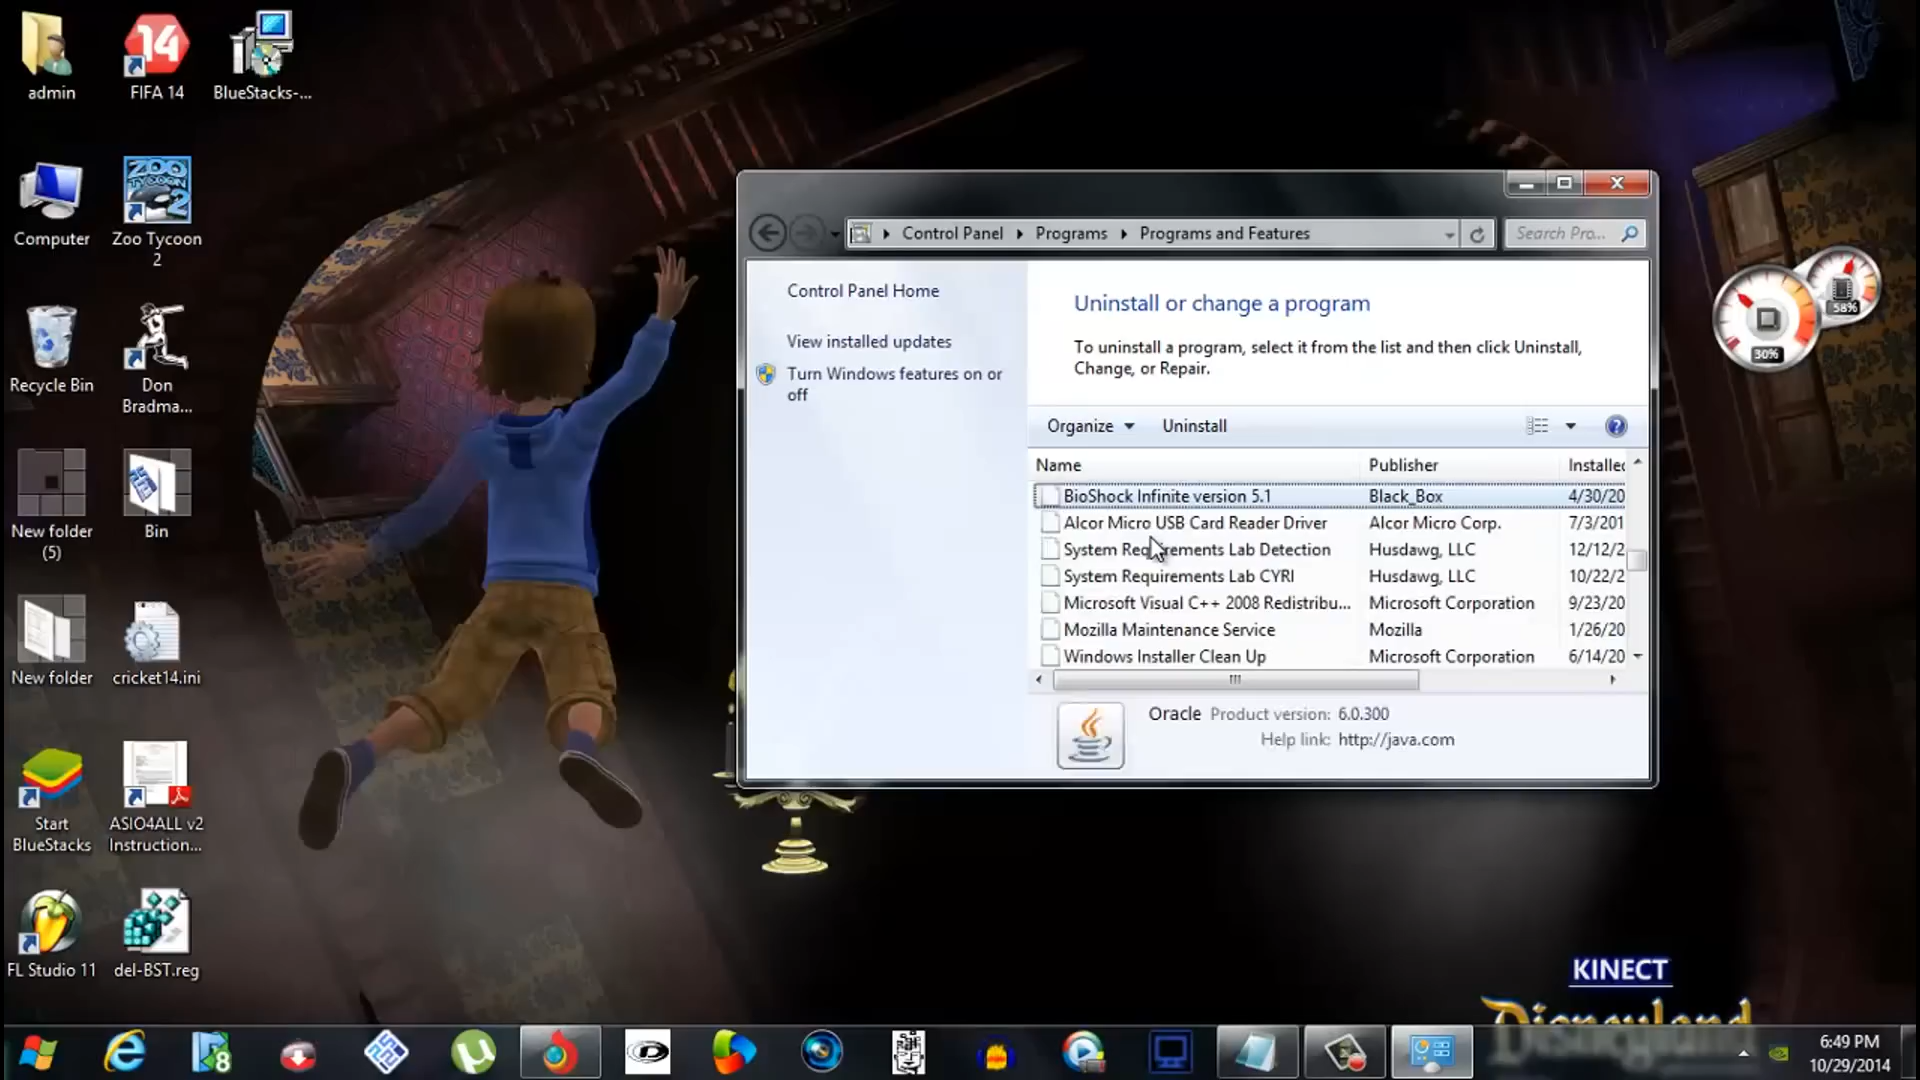 admin
FIFA 14
BlueStacks-...
Computer
Zoo Tycoon
2
Recycle Bin
Don
Bradma...
New folder
(5)
Bin
New folder
cricket14.ini
Start
BlueStacks
ASIO4ALL v2
Instruction...
FL Studio 11
del-BST.reg
Control Panel
Programs
Programs and Features
Search Pro...
Control Panel Home
View installed updates
Turn Windows features on or
off
Uninstall or change a program
To uninstall a program, select it from the list and then click Uninstall,
Change, or Repair.
Organize
Uninstall
Name Publisher Installed
BioShock Infinite version 5.1 Black_Box 4/30/20
Alcor Micro USB Card Reader Driver Alcor Micro Corp. 7/3/201
System Requirements Lab Detection Husdawg, LLC 12/12/2
System Requirements Lab CYRI Husdawg, LLC 10/22/2
Microsoft Visual C++ 2008 Redistribu... Microsoft Corporation 9/23/20
Mozilla Maintenance Service Mozilla 1/26/20
Windows Installer Clean Up Microsoft Corporation 6/14/20
Oracle Product version: 6.0.300
Help link: http://java.com
58%
30%
14
ZOO
TYCOON
2
KINECT
Disneyland
8
6:49 PM
10/29/2014